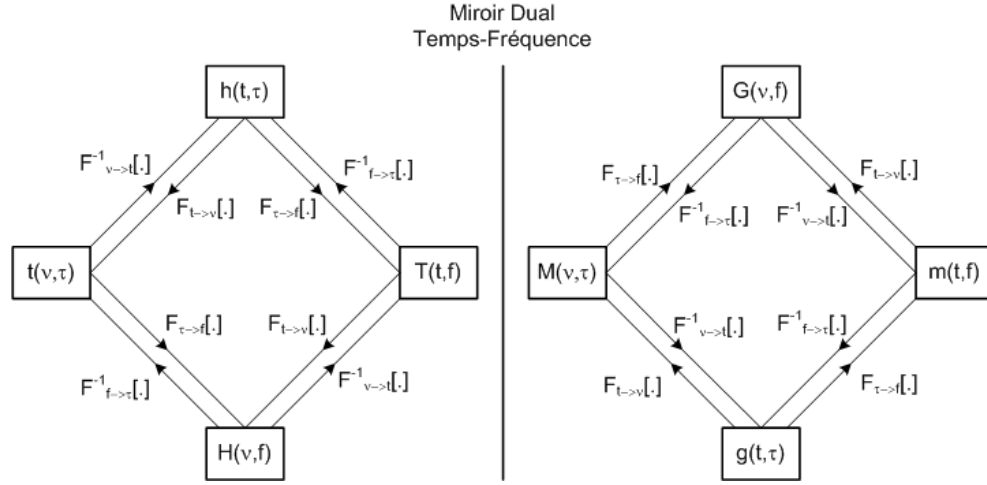 Miroir Dual
Temps-Fréquence
h(t,τ)
G(ν,f)
F⁻¹ν->t[.]
F⁻¹f->τ[.]
Fτ->f[.]
Ft->ν[.]
Ft->ν[.]
Fτ->f[.]
F⁻¹f->τ[.]
F⁻¹ν->t[.]
t(ν,τ)
T(t,f)
M(ν,τ)
m(t,f)
Fτ->f[.]
Ft->ν[.]
F⁻¹ν->t[.]
F⁻¹f->τ[.]
F⁻¹f->τ[.]
F⁻¹ν->t[.]
Ft->ν[.]
Fτ->f[.]
H(ν,f)
g(t,τ)